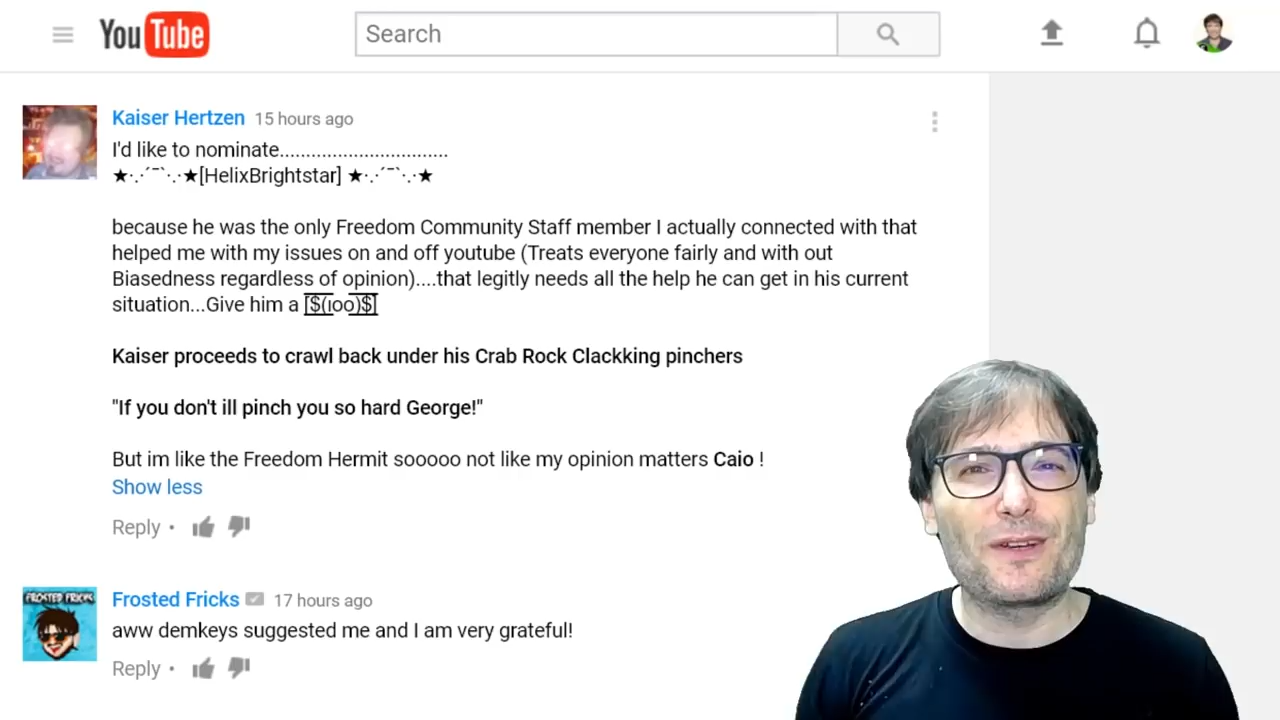 YouTube
Search
Kaiser Hertzen 15 hours ago
I'd like to nominate................................
★·.·´¯`·.·★[HelixBrightstar] ★·.·´¯`·.·★
because he was the only Freedom Community Staff member I actually connected with that
helped me with my issues on and off youtube (Treats everyone fairly and with out
Biasedness regardless of opinion)....that legitly needs all the help he can get in his current
situation...Give him a [̲̅$̲̅(̲̅ιοο̲̅)̲̅$̲̅]
Kaiser proceeds to crawl back under his Crab Rock Clackking pinchers
"If you don't ill pinch you so hard George!"
But im like the Freedom Hermit sooooo not like my opinion matters Caio !
Show less
Reply •
FROSTED FRICKS
Frosted Fricks 17 hours ago
aww demkeys suggested me and I am very grateful!
Reply •